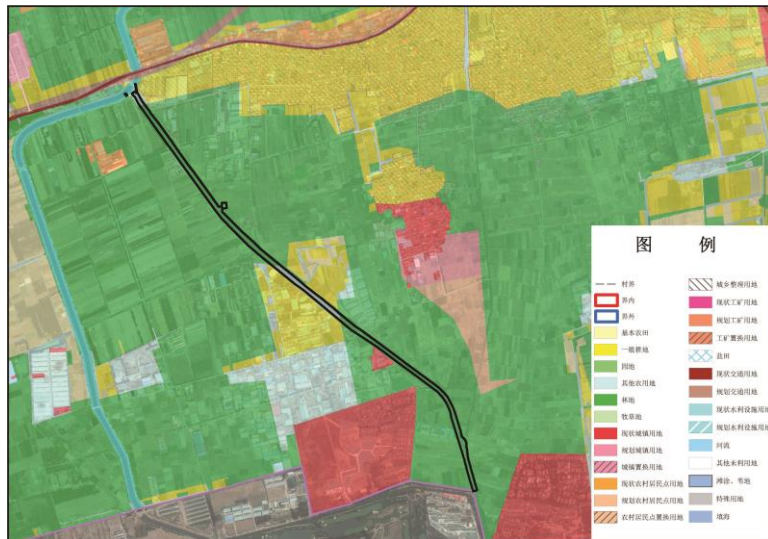 图 例
村界
界内
界外
基本农田
一般耕地
园地
其他农用地
林地
牧草地
现状城镇用地
规划城镇用地
城镇置换用地
现状农村居民点用地
规划农村居民点用地
农村居民点置换用地
城乡整理用地
现状工矿用地
规划工矿用地
工矿置换用地
盐田
现状交通用地
规划交通用地
现状水利设施用地
规划水利设施用地
河流
其他未利用地
滩涂、苇地
特殊用地
填海